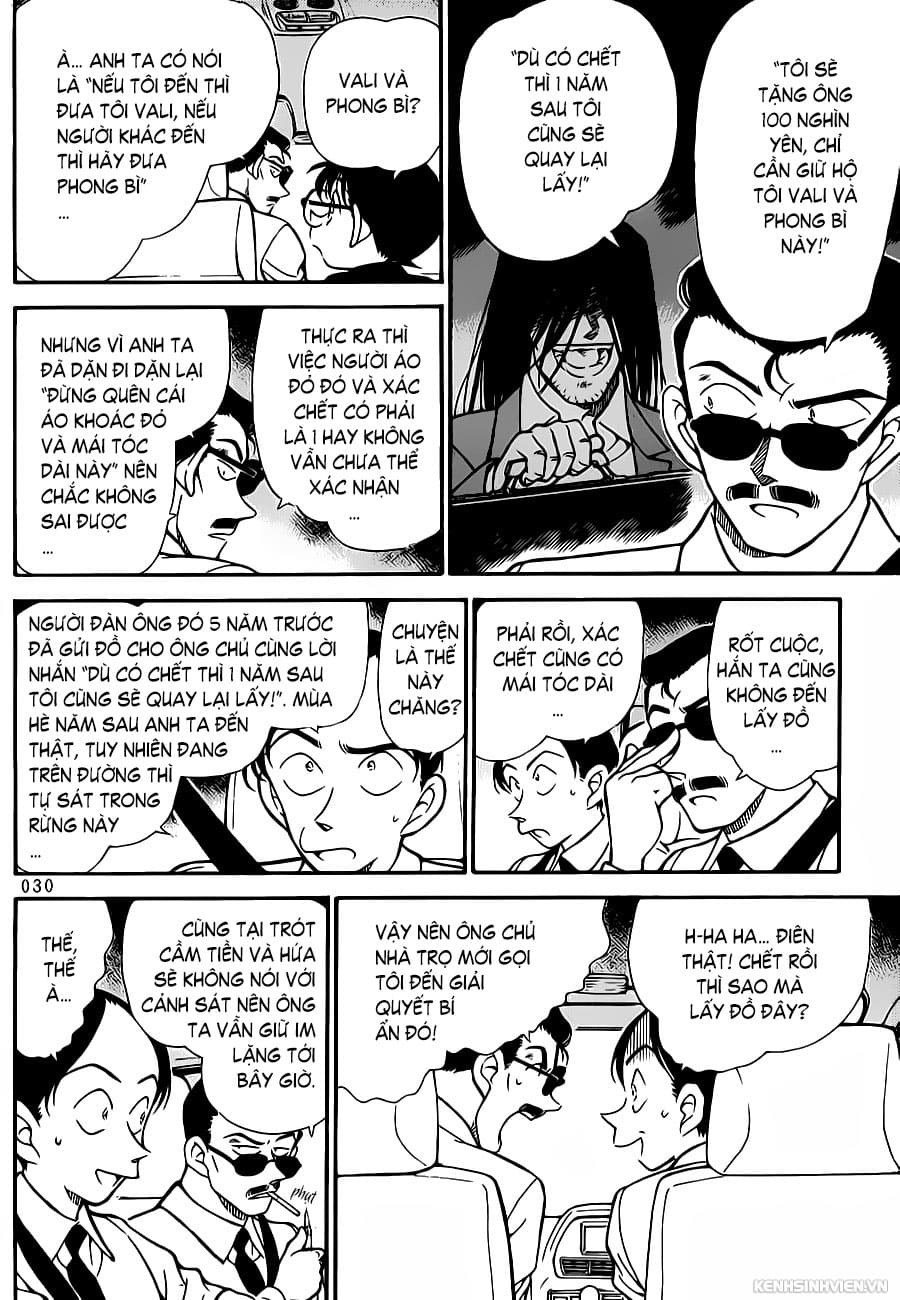 "TÔI SẼ
TẶNG ÔNG
100 NGHÌN
YÊN, CHỈ
CẦN GIỮ HỘ
TÔI VALI VÀ
PHONG BÌ
NÀY!"
"DÙ CÓ CHẾT
THÌ 1 NĂM
SAU TÔI
CŨNG SẼ
QUAY LẠI
LẤY!"
VALI VÀ
PHONG BÌ?
À... ANH TA CÓ NÓI
LÀ "NẾU TÔI ĐẾN THÌ
ĐƯA TÔI VALI, NẾU
NGƯỜI KHÁC ĐẾN
THÌ HÃY ĐƯA
PHONG BÌ"
...
THỰC RA THÌ
VIỆC NGƯỜI ÁO
ĐỎ ĐÓ VÀ XÁC
CHẾT CÓ PHẢI
LÀ 1 HAY KHÔNG
VẪN CHƯA THỂ
XÁC NHẬN
...
NHƯNG VÌ ANH TA
ĐÃ DẶN ĐI DẶN LẠI
"ĐỪNG QUÊN CÁI
ÁO KHOÁC ĐÓ
VÀ MÁI TÓC
DÀI NÀY" NÊN
CHẮC KHÔNG
SAI ĐƯỢC
...
RỐT CUỘC,
HẮN TA CŨNG
KHÔNG ĐẾN
LẤY ĐỒ
...
PHẢI RỒI, XÁC
CHẾT CŨNG CÓ
MÁI TÓC DÀI
...
CHUYỆN
LÀ THẾ
NÀY
CHĂNG?
NGƯỜI ĐÀN ÔNG ĐÓ 5 NĂM TRƯỚC
ĐÃ GỬI ĐỒ CHO ÔNG CHỦ CÙNG LỜI
NHẮN "DÙ CÓ CHẾT THÌ 1 NĂM SAU
TÔI CŨNG SẼ QUAY LẠI LẤY!". MÙA
HÈ NĂM SAU ANH TA ĐẾN
THẬT, TUY NHIÊN ĐANG
TRÊN ĐƯỜNG THÌ
TỰ SÁT TRONG
RỪNG NÀY
...
030
H-HA HA... ĐIÊN
THẬT! CHẾT RỒI
THÌ SAO MÀ
LẤY ĐỒ ĐÂY?
VẬY NÊN ÔNG CHỦ
NHÀ TRỌ MỚI GỌI
TÔI ĐẾN GIẢI
QUYẾT BÍ
ẨN ĐÓ!
CŨNG TẠI TRÓT
CẦM TIỀN VÀ HỨA
SẼ KHÔNG NÓI VỚI
CẢNH SÁT NÊN ÔNG
TA VẪN GIỮ IM
LẶNG TỚI
BÂY GIỜ.
phụt
THẾ,
THẾ
À...
KENHSINHVIEN.VN